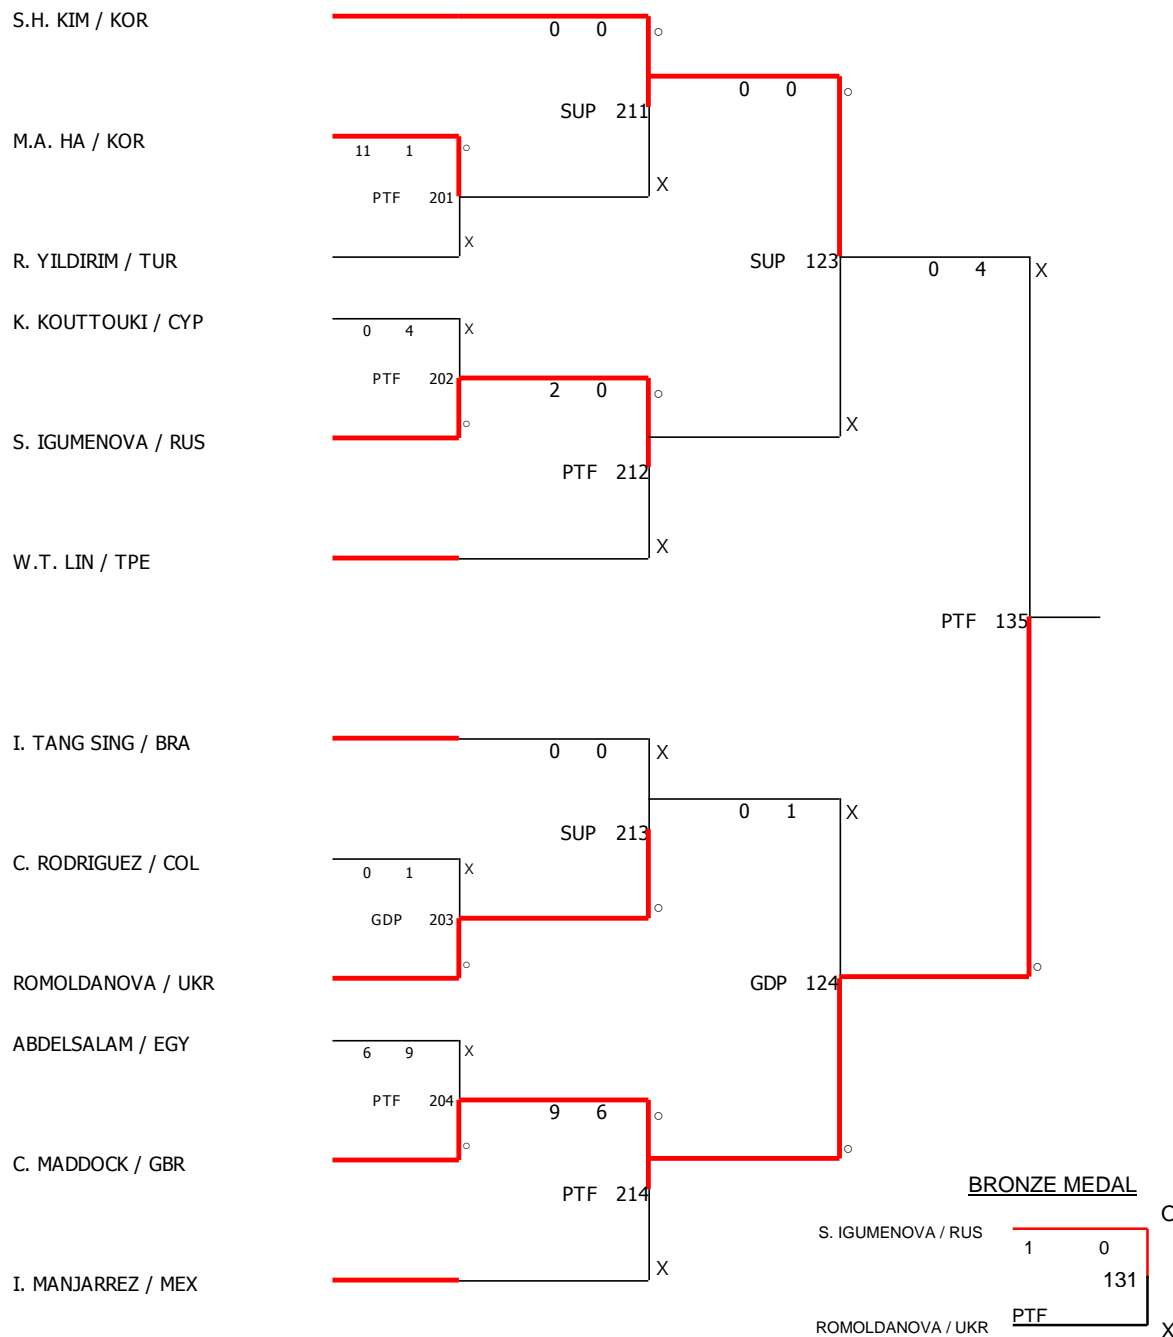 S.H. KIM / KOR
0 0 ○
0 0 ○
SUP 211
M.A. HA / KOR
11 1 ○
X
PTF 201
X
R. YILDIRIM / TUR
SUP 123
0 4 X
K. KOUTTOUKI / CYP
0 4 X
PTF 202
2 0 ○
○
X
S. IGUMENOVA / RUS
PTF 212
X
W.T. LIN / TPE
PTF 135
I. TANG SING / BRA
0 0 X
0 1 X
SUP 213
C. RODRIGUEZ / COL
0 1 X
○
GDP 203
○
○
ROMOLDANOVA / UKR
GDP 124
ABDELSALAM / EGY
6 9 X
PTF 204
9 6 ○
○
○
C. MADDOCK / GBR
BRONZE MEDAL
PTF 214
O
S. IGUMENOVA / RUS
1 0
X
131
I. MANJARREZ / MEX
PTF
ROMOLDANOVA / UKR
X